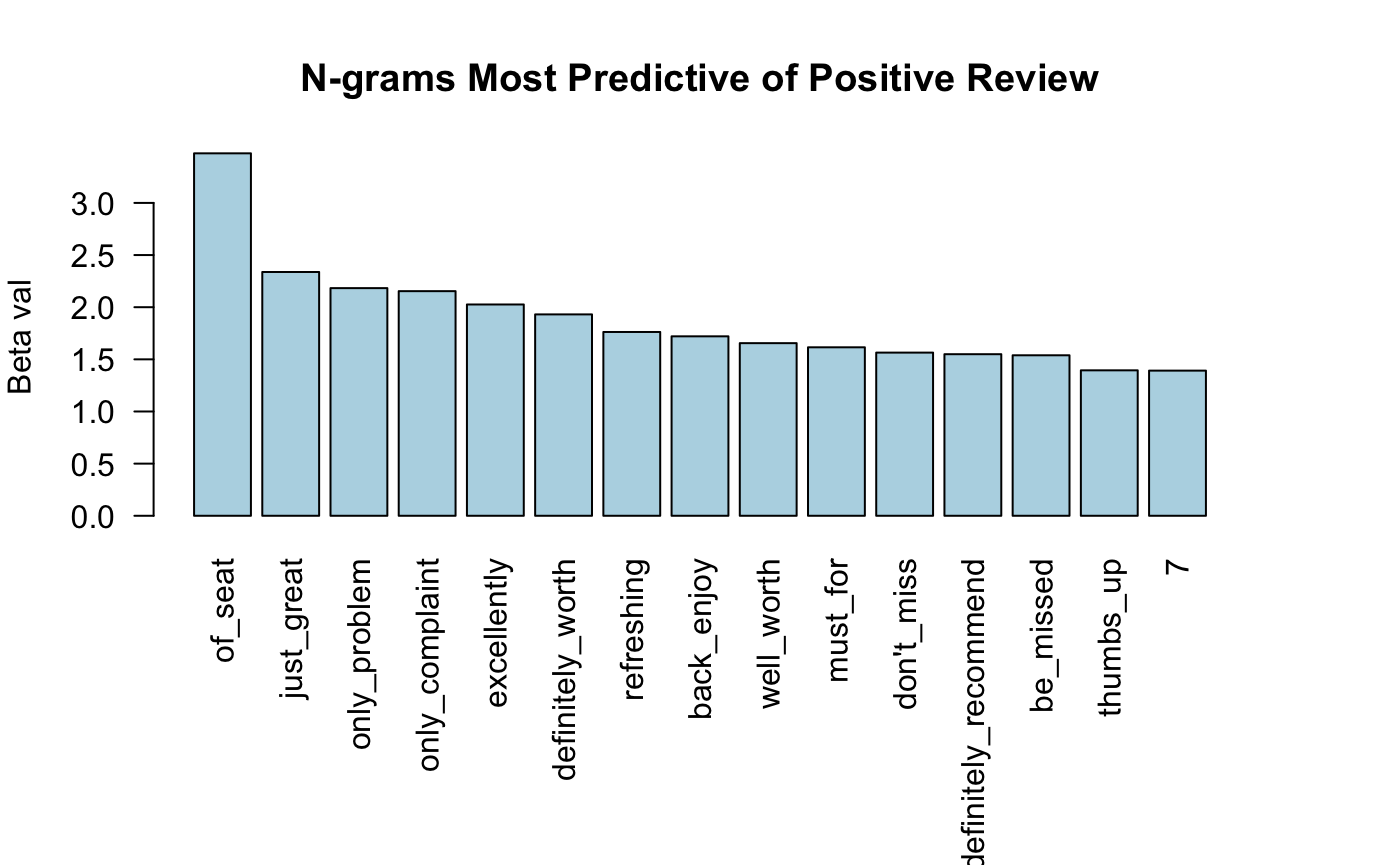 N-grams Most Predictive of Positive Review
Beta val
3.0
2.5
2.0
1.5
1.0
0.5
0.0
of_seat
just_great
only_problem
only_complaint
excellently
definitely_worth
refreshing
back_enjoy
well_worth
must_for
don't_miss
definitely_recommend
be_missed
thumbs_up
7